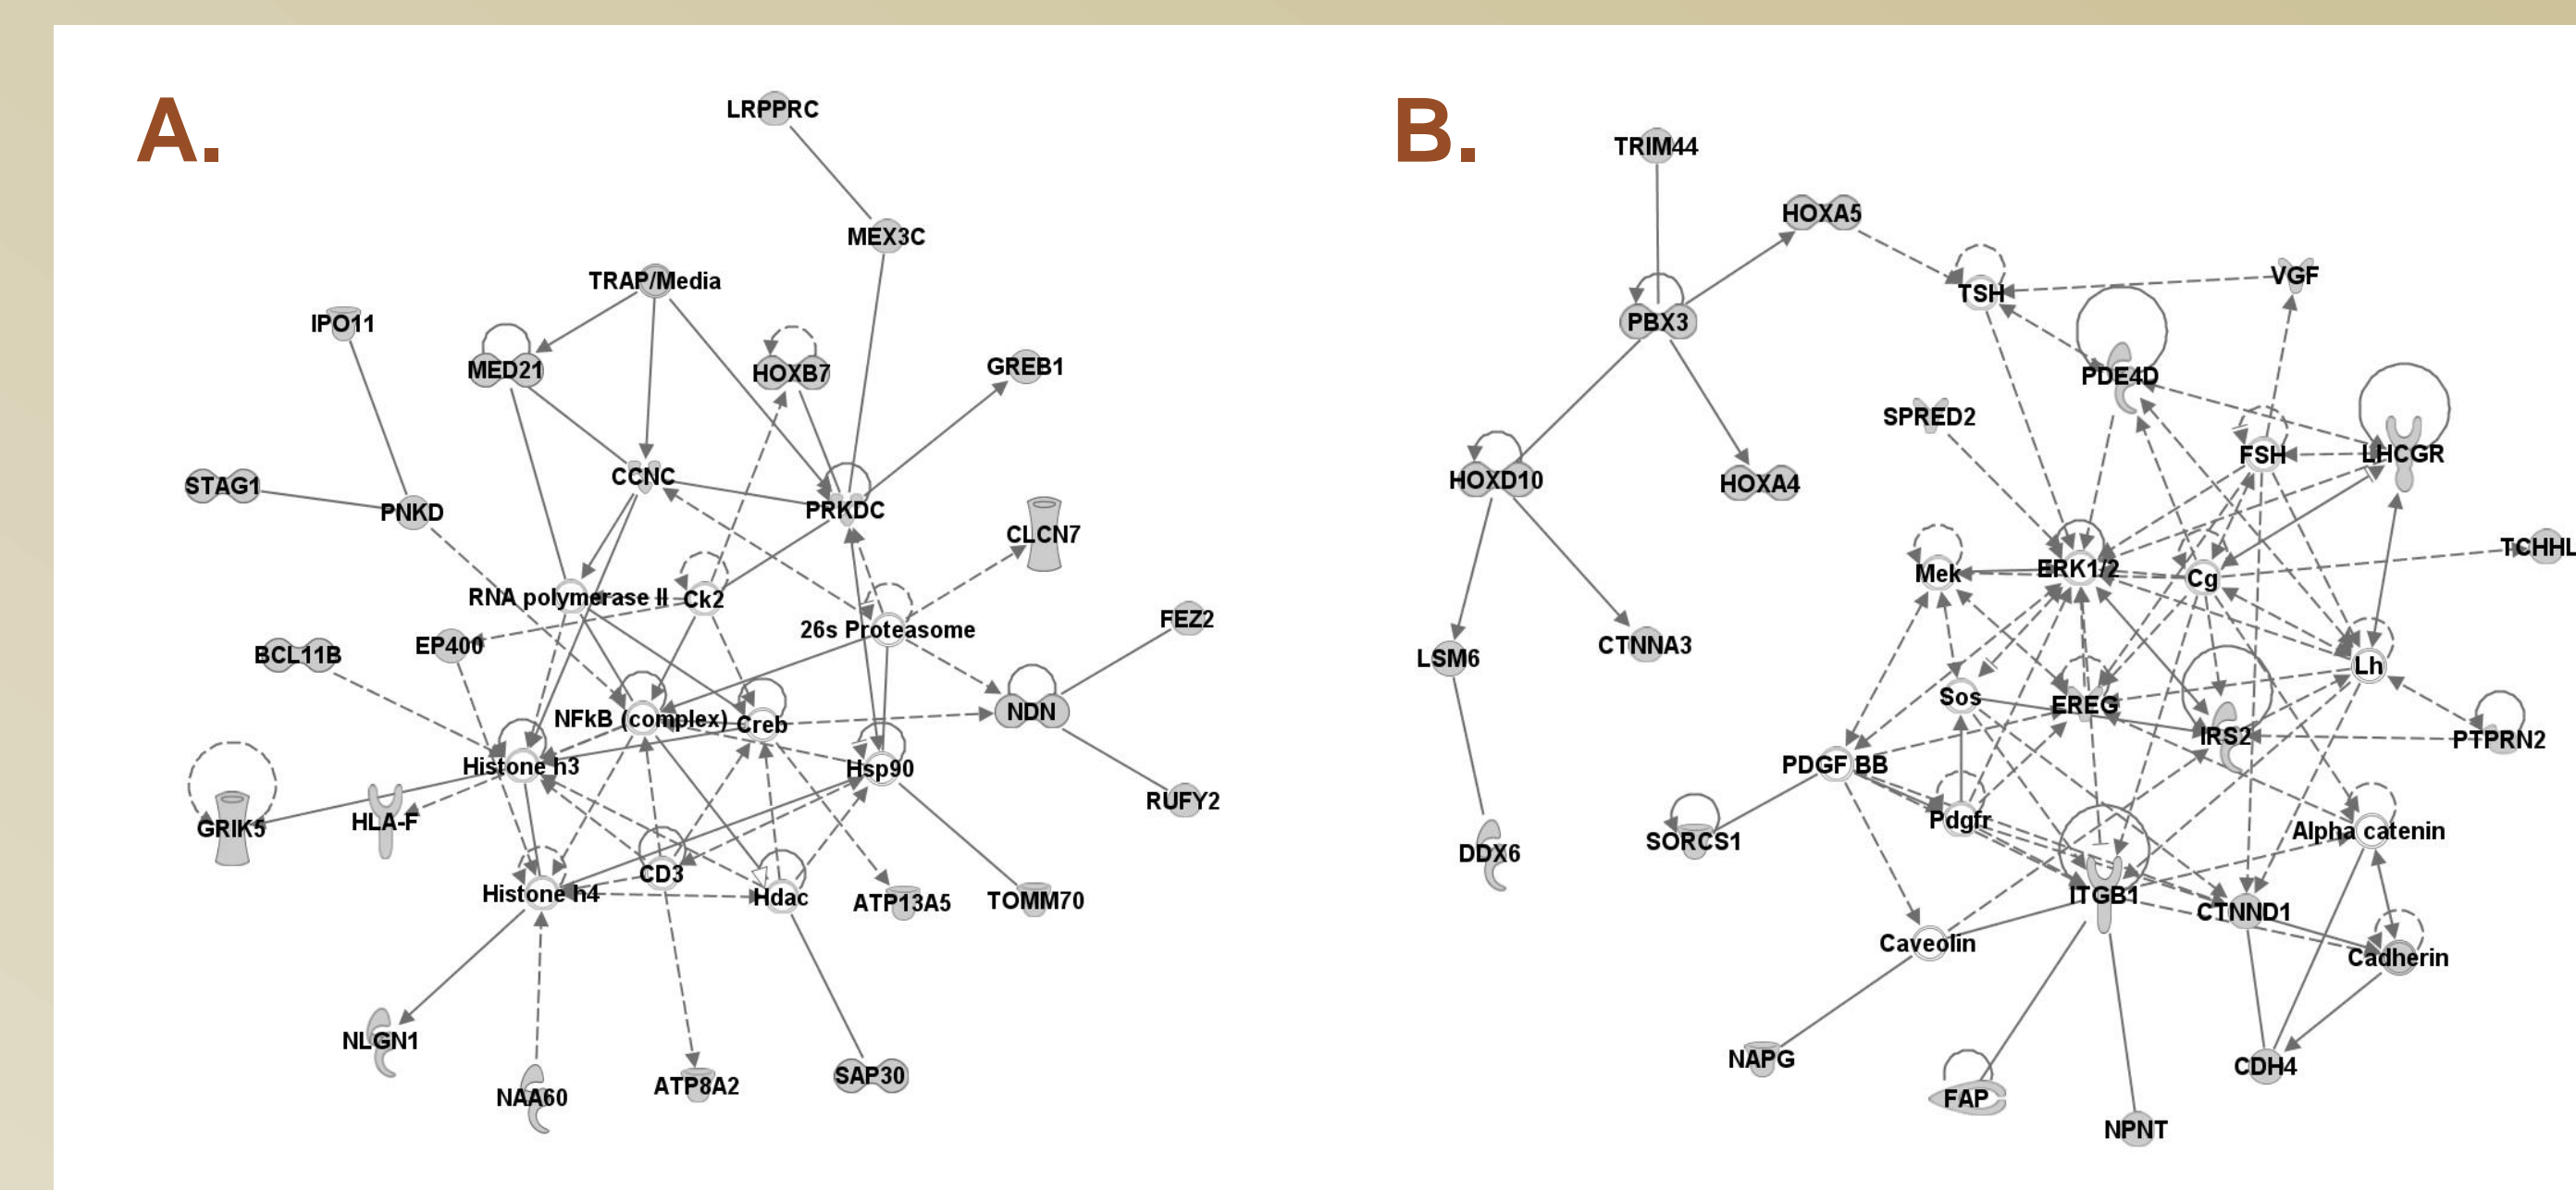 A.
LRPPRC
MEX3C
TRAP/Media
IPO11
MED21
HOXB7
GREB1
STAG1
CCNC
PNKD
PRKDC
CLCN7
RNA polymerase II
Ck2
FEZ2
26s Proteasome
EP400
BCL11B
NFkB (complex)
Creb
NDN
Histone h3
Hsp90
RUFY2
GRIK5
HLA-F
CD3
Histone h4
Hdac
ATP13A5
TOMM70
NLGN1
NAA60
ATP8A2
SAP30
B.
TRIM44
HOXA5
VGF
TSH
PBX3
PDE4D
SPRED2
FSH
LHCGR
HOXD10
HOXA4
TCHHL
Mek
ERK1/2
Cg
LSM6
CTNNA3
Lh
Sos
EREG
IRS2
PTPRN2
PDGF BB
Pdgfr
SORCS1
Alpha catenin
DDX6
ITGB1
CTNND1
Caveolin
Cadherin
NAPG
CDH4
FAP
NPNT